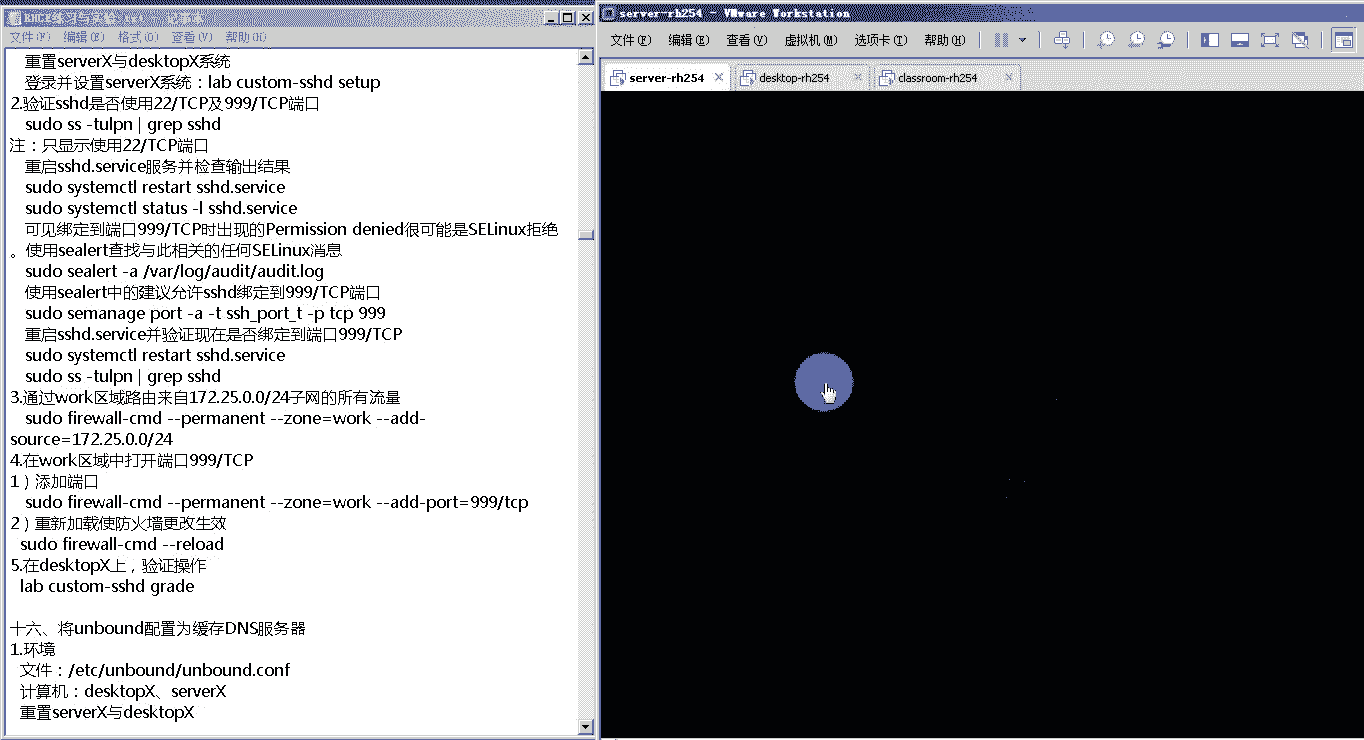 文件(F) 编辑(E) 格式(O) 查看(V) 帮助(H)
重置serverX与desktopX系统
登录并设置serverX系统：lab custom-sshd setup
2.验证sshd是否使用22/TCP及999/TCP端口
sudo ss -tulpn | grep sshd
注：只显示使用22/TCP端口
重启sshd.service服务并检查输出结果
sudo systemctl restart sshd.service
sudo systemctl status -l sshd.service
可见绑定到端口999/TCP时出现的Permission denied很可能是SELinux拒绝
。使用sealert查找与此相关的任何SELinux消息
sudo sealert -a /var/log/audit/audit.log
使用sealert中的建议允许sshd绑定到999/TCP端口
sudo semanage port -a -t ssh_port_t -p tcp 999
重启sshd.service并验证现在是否绑定到端口999/TCP
sudo systemctl restart sshd.service
sudo ss -tulpn | grep sshd
3.通过work区域路由来自172.25.0.0/24子网的所有流量
sudo firewall-cmd --permanent --zone=work --add-
source=172.25.0.0/24
4.在work区域中打开端口999/TCP
1）添加端口
sudo firewall-cmd --permanent --zone=work --add-port=999/tcp
2）重新加载使防火墙更改生效
sudo firewall-cmd --reload
5.在desktopX上，验证操作
lab custom-sshd grade
十六、将unbound配置为缓存DNS服务器
1.环境
文件：/etc/unbound/unbound.conf
计算机：desktopX、serverX
重置serverX与desktopX
server-rh254 - VMware Workstation
文件(F) 编辑(E) 查看(V) 虚拟机(M) 选项卡(T) 帮助(H)
server-rh254 desktop-rh254 classroom-rh254